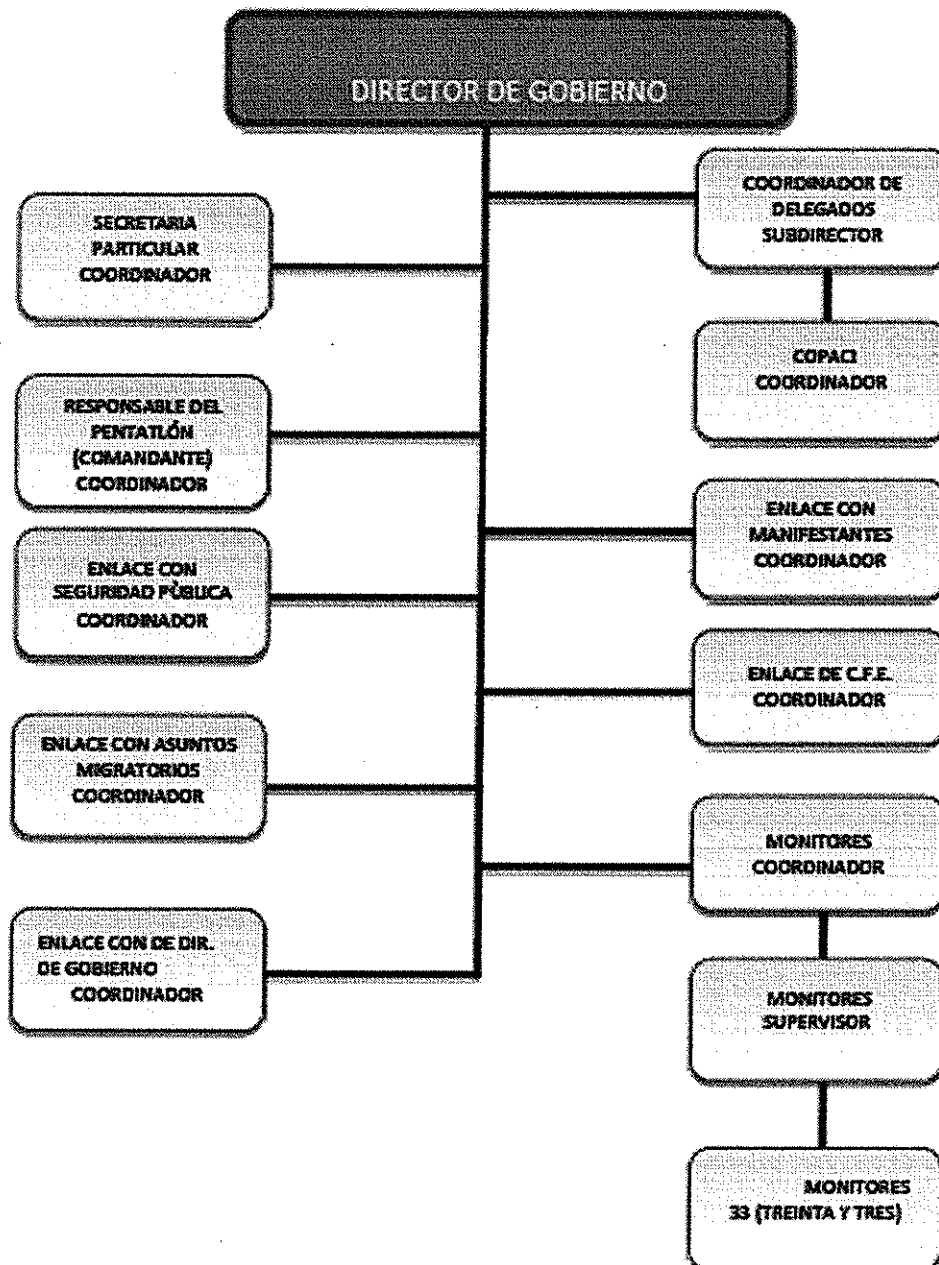 DIRECTOR DE GOBIERNO
SECRETARIA
PARTICULAR
COORDINADOR
RESPONSABLE DEL
PENTATLÓN
(COMANDANTE)
COORDINADOR
ENLACE CON
SEGURIDAD PÙBLICA
COORDINADOR
ENLACE CON ASUNTOS
MIGRATORIOS
COORDINADOR
ENLACE CON DE DIR.
DE GOBIERNO
COORDINADOR
COORDINADOR DE
DELEGADOS
SUBDIRECTOR
COPACI
COORDINADOR
ENLACE CON
MANIFESTANTES
COORDINADOR
ENLACE DE C.F.E.
COORDINADOR
MONITORES
COORDINADOR
MONITORES
SUPERVISOR
MONITORES
33 (TREINTA Y TRES)